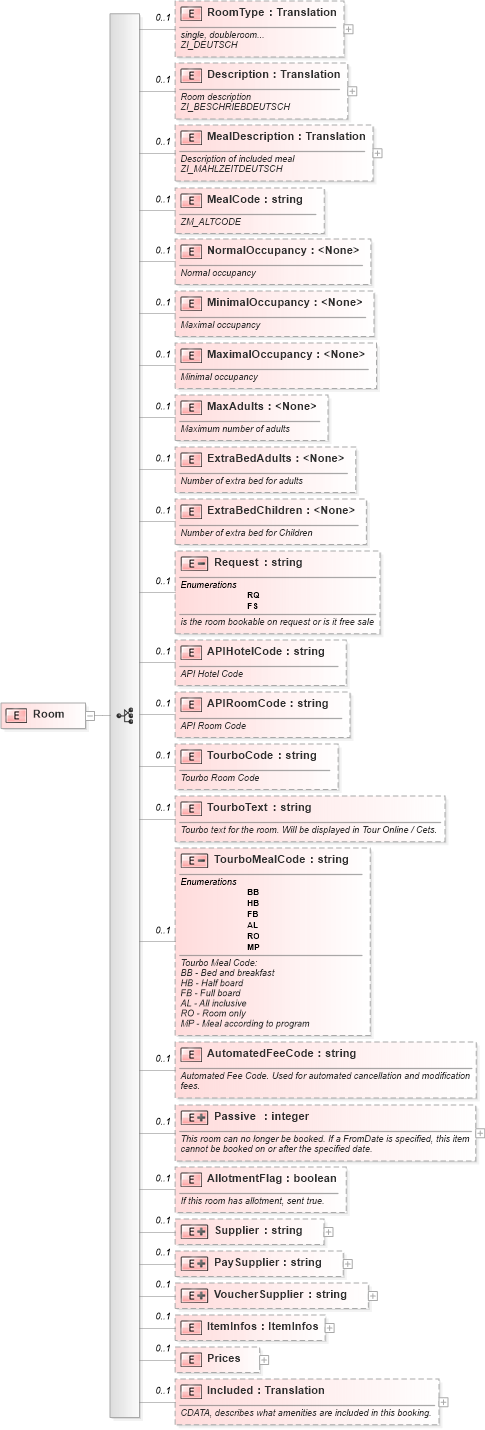 0..1
RoomType : Translation
single, doubleroom...
ZI_DEUTSCH
0..1
Description : Translation
Room description
ZI_BESCHRIEBDEUTSCH
0..1
MealDescription : Translation
Description of included meal
ZI_MAHLZEITDEUTSCH
0..1
MealCode : string
ZM_ALTCODE
0..1
NormalOccupancy : <None>
Normal occupancy
0..1
MinimalOccupancy : <None>
Maximal occupancy
0..1
MaximalOccupancy : <None>
Minimal occupancy
0..1
MaxAdults : <None>
Maximum number of adults
0..1
ExtraBedAdults : <None>
Number of extra bed for adults
0..1
ExtraBedChildren : <None>
Number of extra bed for Children
0..1
Request : string
Enumerations
RQ
FS
is the room bookable on request or is it free sale
0..1
APIHotelCode : string
API Hotel Code
E Room
0..1
APIRoomCode : string
API Room Code
0..1
TourboCode : string
Tourbo Room Code
0..1
TourboText : string
Tourbo text for the room. Will be displayed in Tour Online / Cets.
0..1
TourboMealCode : string
Enumerations
BB
HB
FB
AL
RO
MP
Tourbo Meal Code:
BB - Bed and breakfast
HB - Half board
FB - Full board
AL - All inclusive
RO - Room only
MP - Meal according to program
0..1
AutomatedFeeCode : string
Automated Fee Code. Used for automated cancellation and modification
fees.
0..1
Passive : integer
This room can no longer be booked. If a FromDate is specified, this item
cannot be booked on or after the specified date.
0..1
AllotmentFlag : boolean
If this room has allotment, sent true.
0..1
Supplier : string
0..1
PaySupplier : string
0..1
VoucherSupplier : string
0..1
ItemInfos : ItemInfos
0..1
Prices
0..1
Included : Translation
CDATA, describes what amenities are included in this booking.